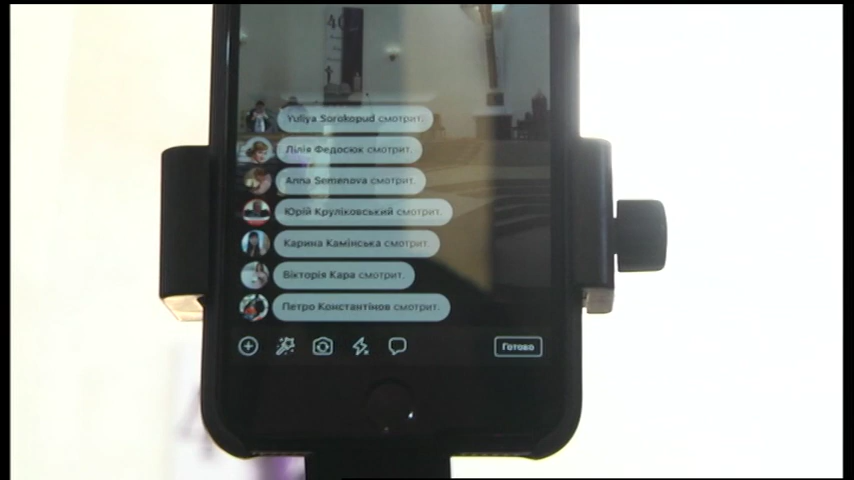 40
Yuliya Sorokopud смотрит.
Лілія Федосюк смотрит.
Anna Semenova смотрит.
Юрій Круліковський смотрит.
Карина Камінська смотрит.
Вікторія Кара смотрит.
Петро Константінов смотрит.
Готово